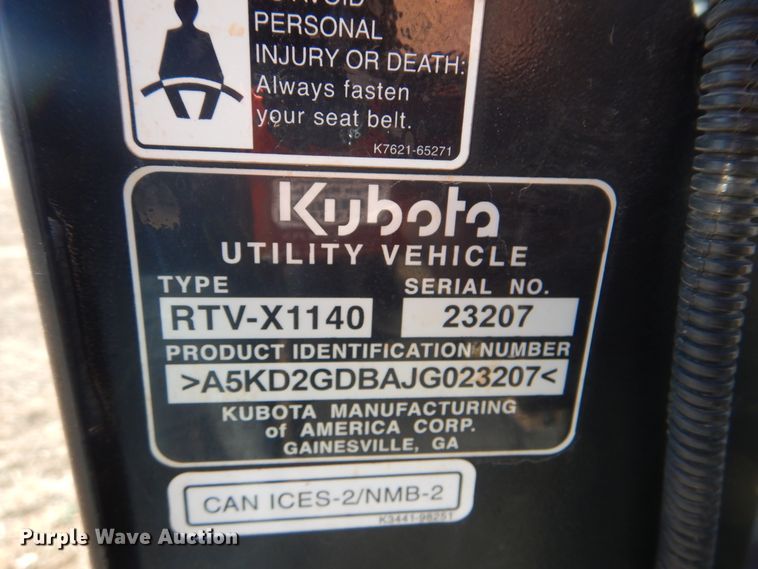 PERSONAL
INJURY OR DEATH:
Always fasten
your seat belt.
K7621-65271
Kubota
UTILITY VEHICLE
TYPE SERIAL NO.
RTV-X1140 23207
PRODUCT IDENTIFICATION NUMBER
>A5KD2GDBAJG023207<
KUBOTA MANUFACTURING
of AMERICA CORP.
GAINESVILLE, GA
CAN ICES-2/NMB-2
K3441-98251
Purple Wave Auction